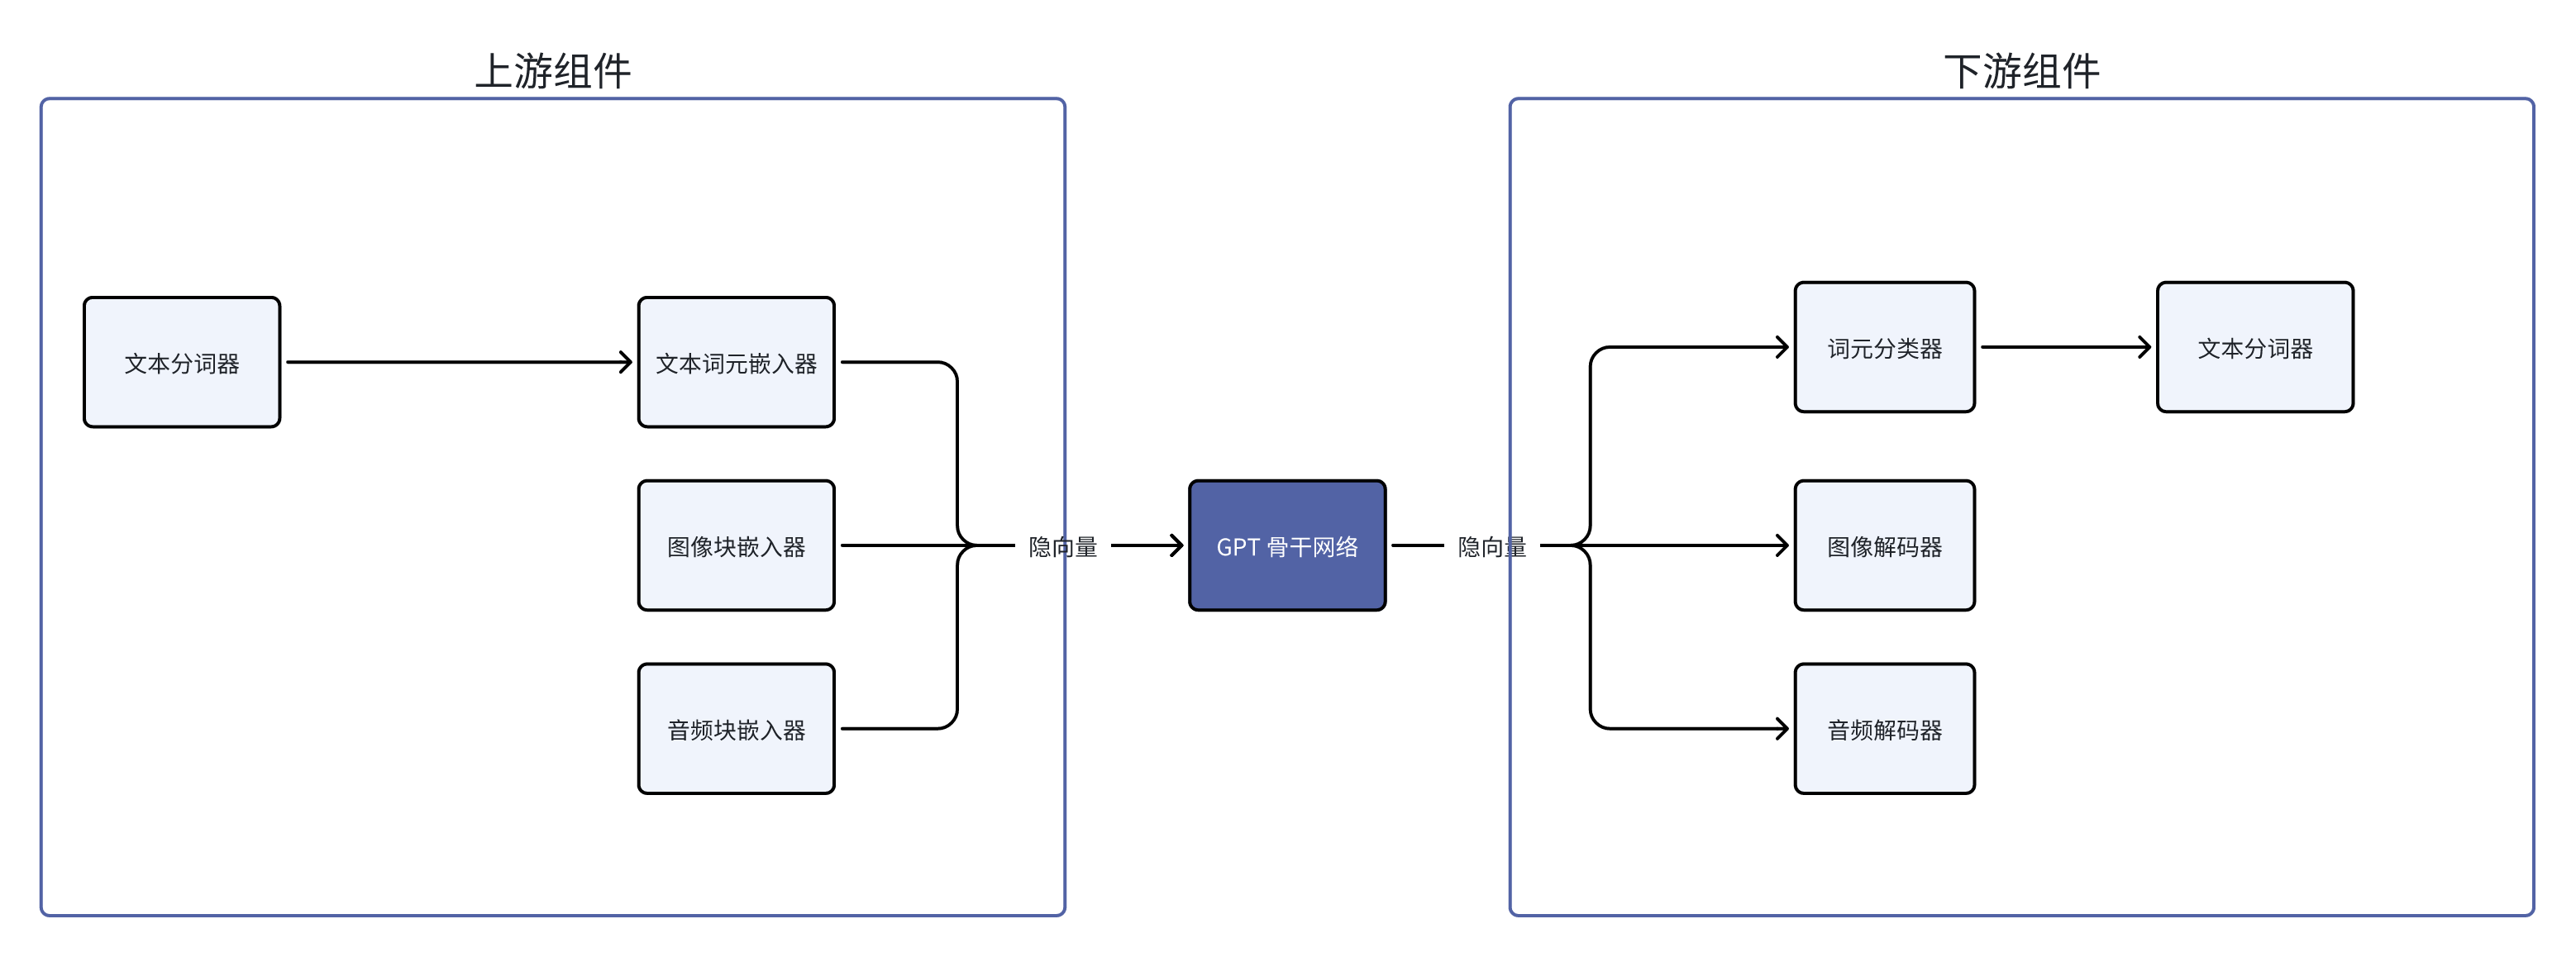 上游组件
下游组件
文本分词器
文本词元嵌入器
图像块嵌入器
音频块嵌入器
隐向量
GPT 骨干网络
隐向量
词元分类器
文本分词器
图像解码器
音频解码器